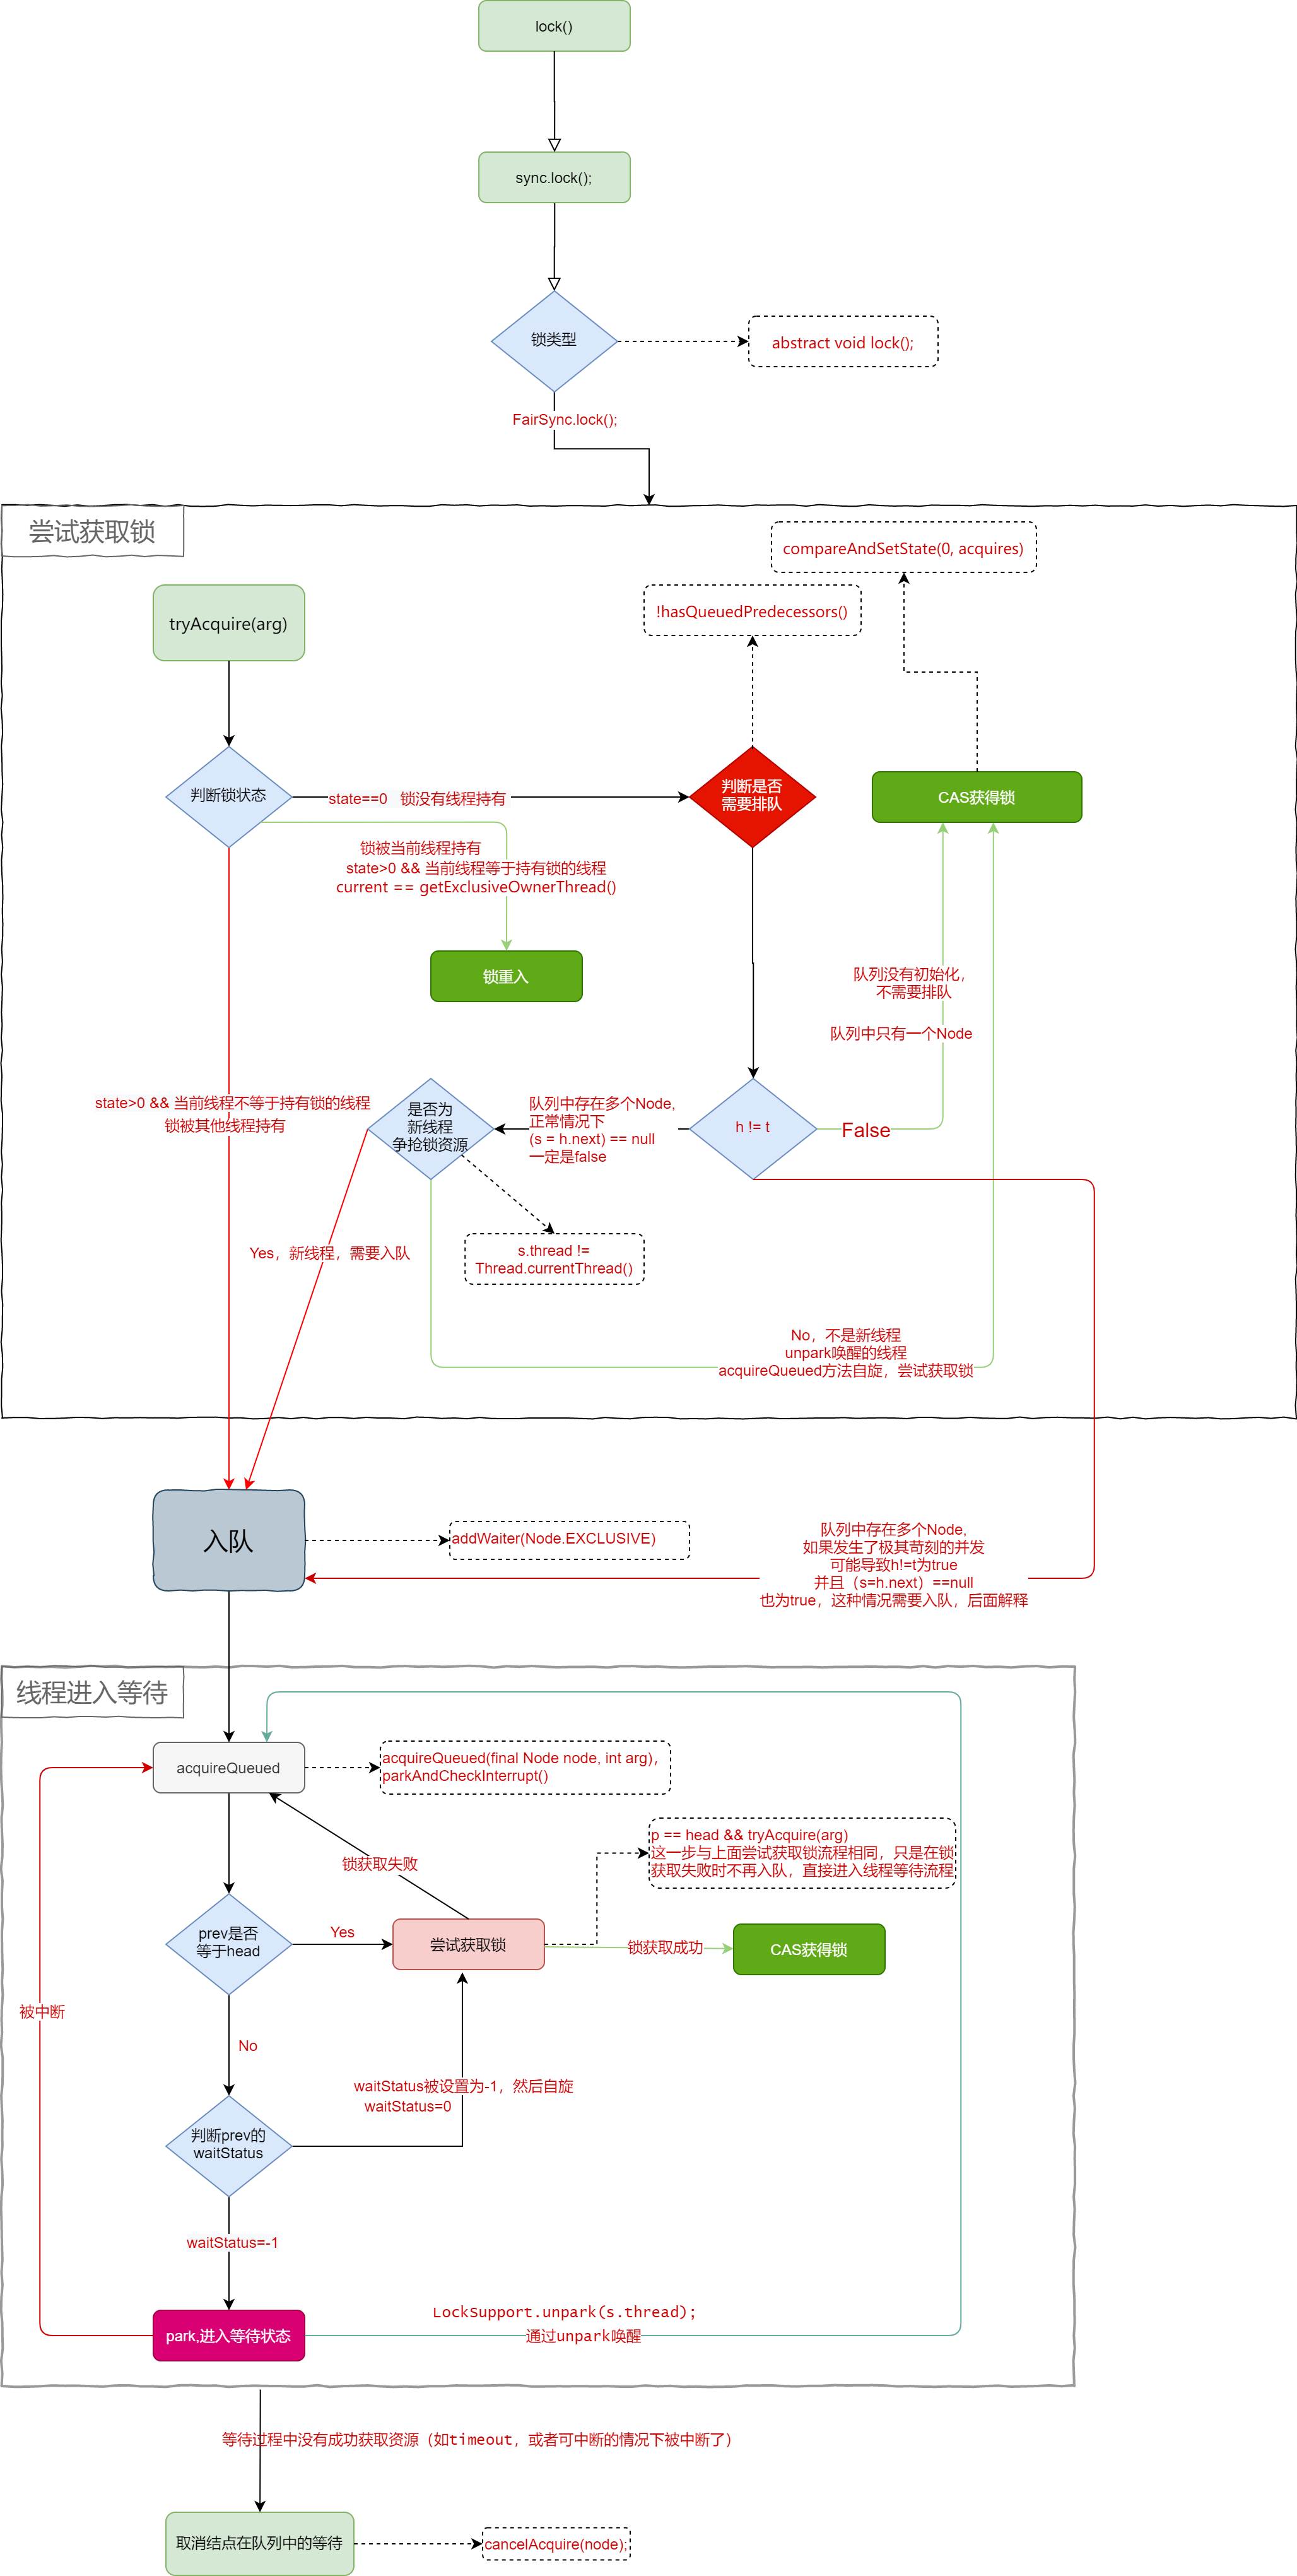 lock()
sync.lock();
锁类型
abstract void lock();
FairSync.lock();
尝试获取锁
compareAndSetState(0, acquires)
!hasQueuedPredecessors()
tryAcquire(arg)
判断锁状态
state==0 锁没有线程持有
判断是否
需要排队
CAS获得锁
锁被当前线程持有
state>0 && 当前线程等于持有锁的线程
current == getExclusiveOwnerThread()
锁重入
队列没有初始化，
不需要排队
队列中只有一个Node
state>0 && 当前线程不等于持有锁的线程
锁被其他线程持有
是否为
新线程
争抢锁资源
队列中存在多个Node,
正常情况下
(s = h.next) == null
一定是false
h != t
False
s.thread !=
Thread.currentThread()
Yes，新线程，需要入队
No，不是新线程
unpark唤醒的线程
acquireQueued方法自旋，尝试获取锁
入队
addWaiter(Node.EXCLUSIVE)
队列中存在多个Node,
如果发生了极其苛刻的并发
可能导致h!=t为true
并且（s=h.next）==null
也为true，这种情况需要入队，后面解释
线程进入等待
acquireQueued
acquireQueued(final Node node, int arg)，
parkAndCheckInterrupt()
p == head && tryAcquire(arg)
这一步与上面尝试获取锁流程相同，只是在锁
获取失败时不再入队，直接进入线程等待流程
锁获取失败
prev是否
等于head
Yes
尝试获取锁
锁获取成功
CAS获得锁
被中断
No
waitStatus被设置为-1，然后自旋
waitStatus=0
判断prev的
waitStatus
waitStatus=-1
LockSupport.unpark(s.thread);
park,进入等待状态
通过unpark唤醒
等待过程中没有成功获取资源（如timeout，或者可中断的情况下被中断了）
取消结点在队列中的等待
cancelAcquire(node);